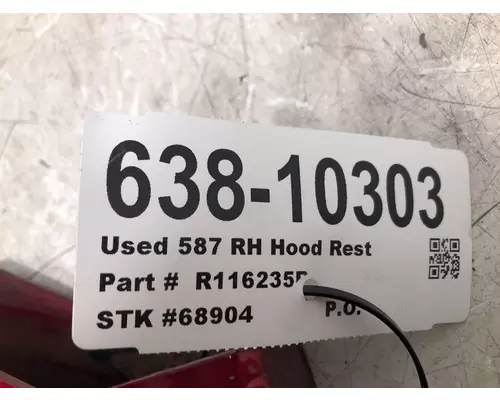 638-10303
Used 587 RH Hood Rest
Part # R116235
STK #68904 P.O.